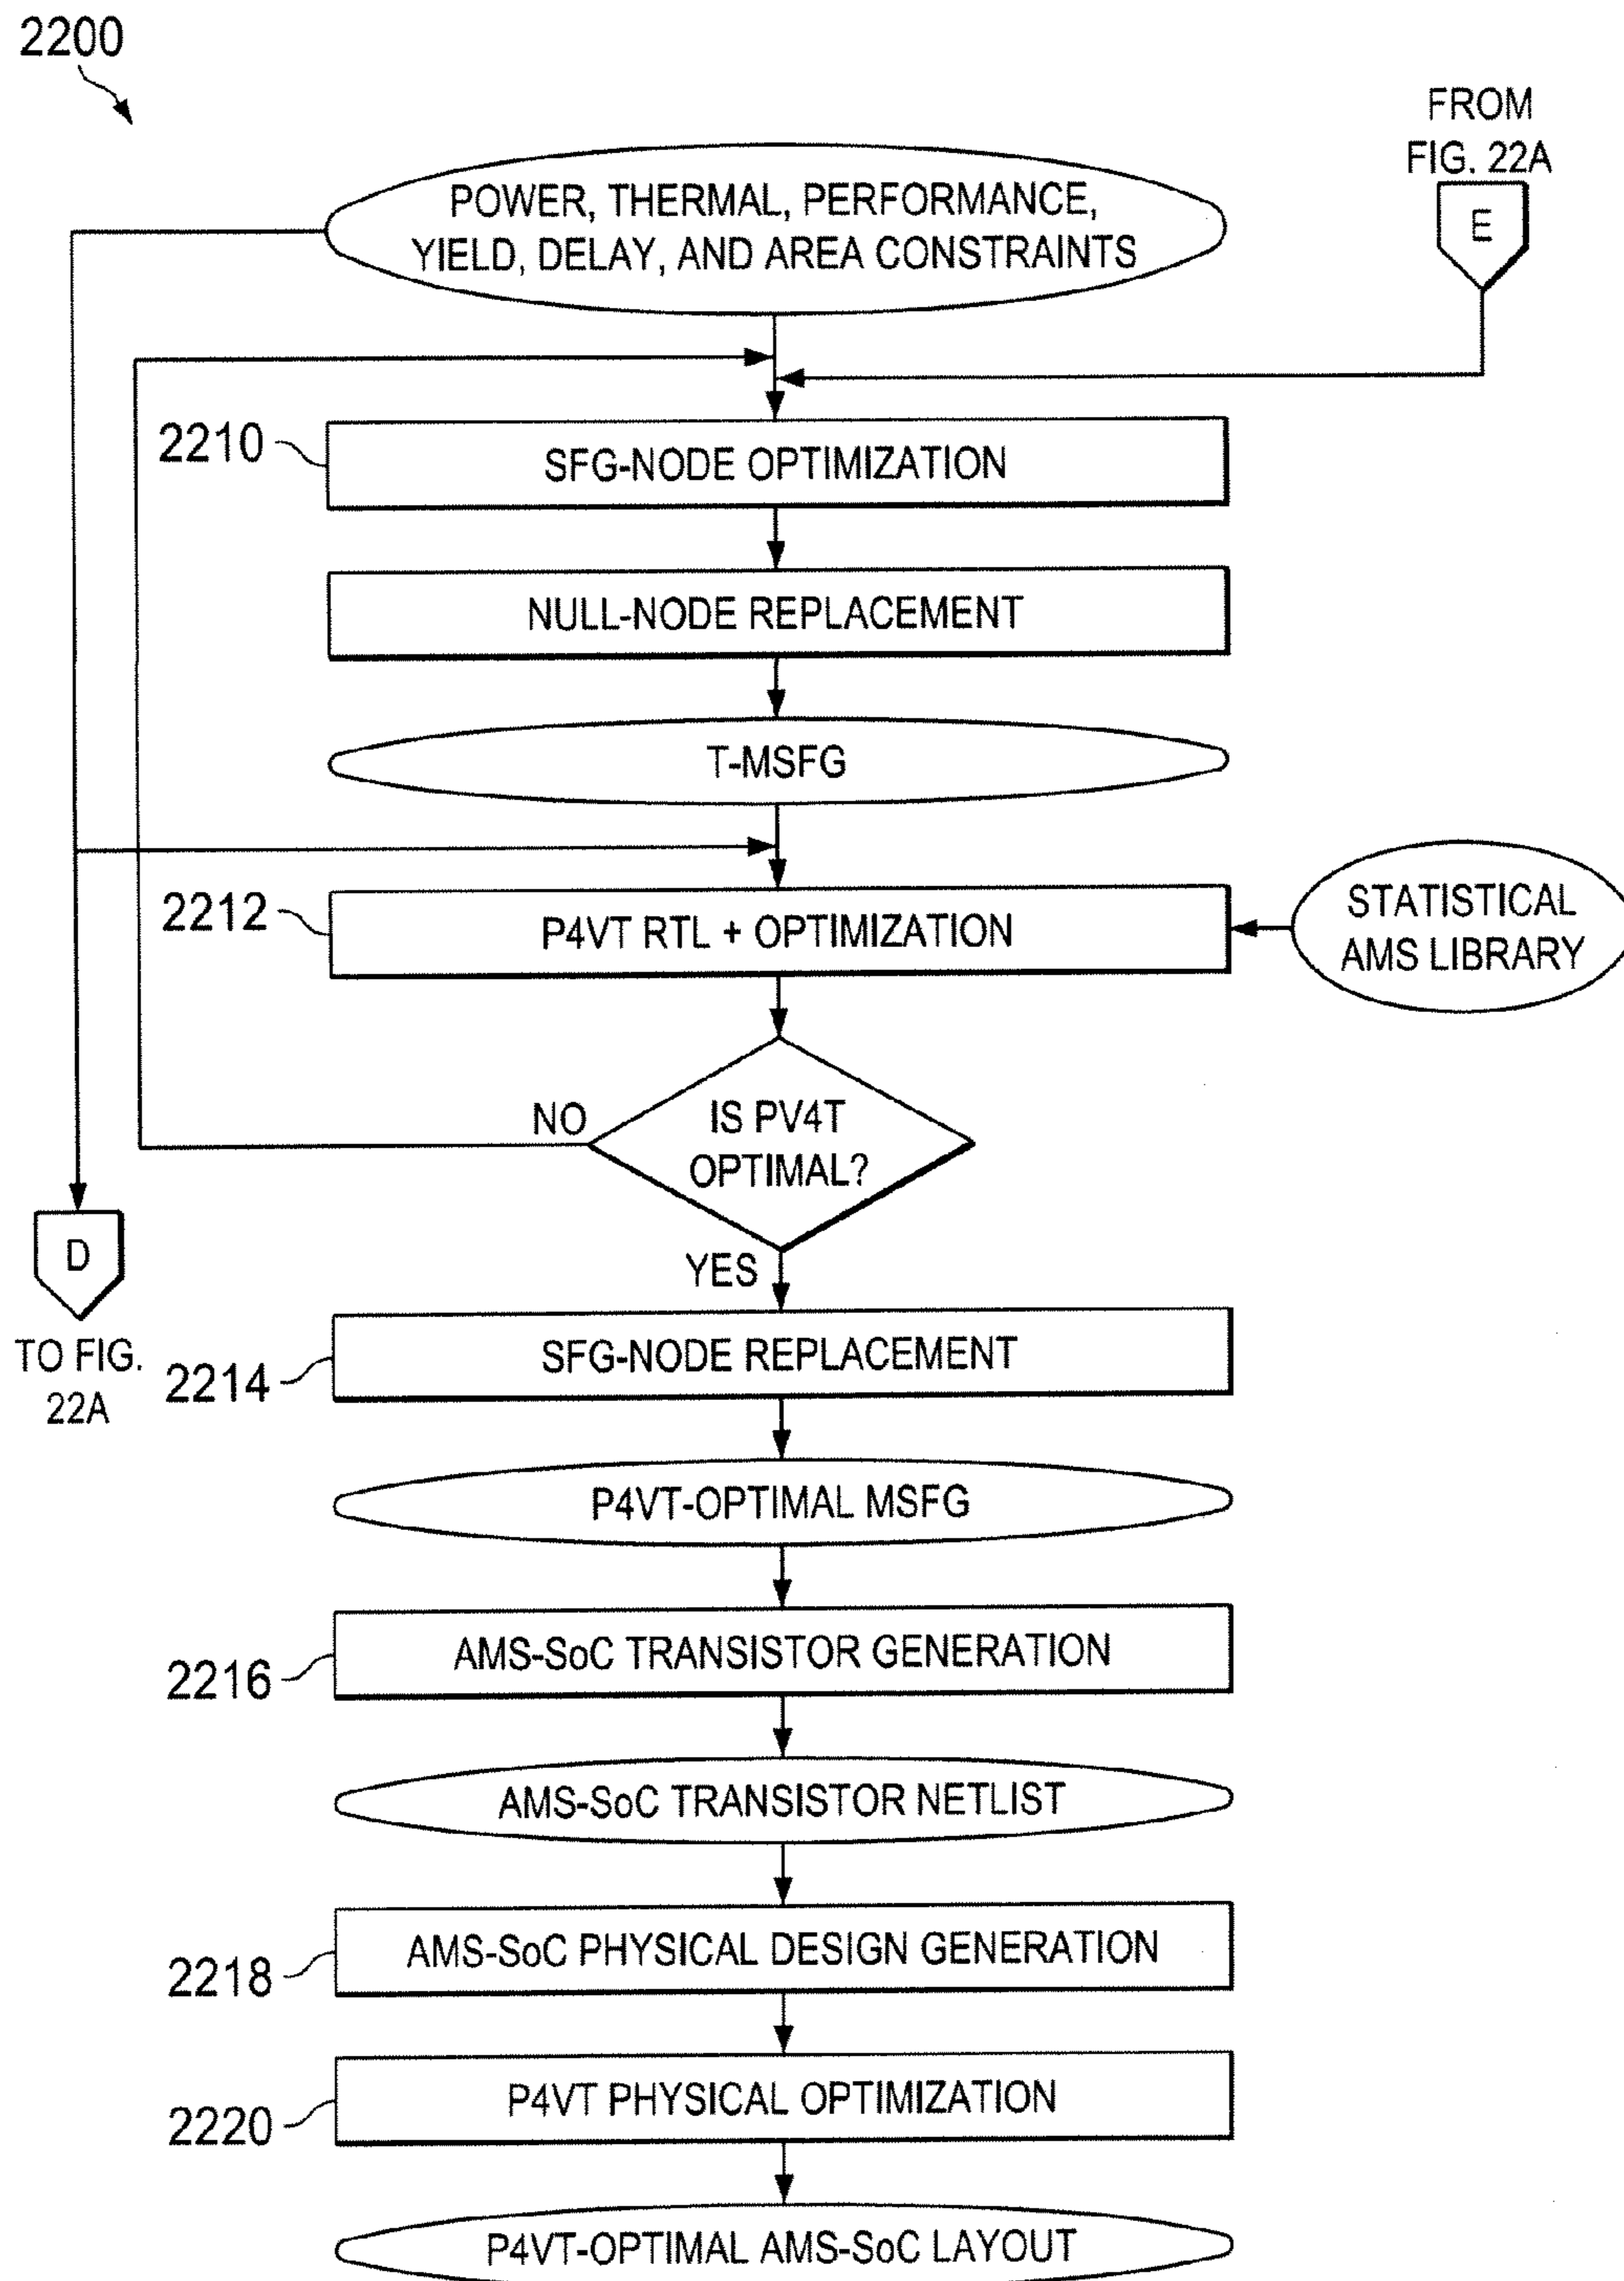 2200
FROM
FIG. 22A
E
POWER, THERMAL, PERFORMANCE,
YIELD, DELAY, AND AREA CONSTRAINTS
2210
SFG-NODE OPTIMIZATION
NULL-NODE REPLACEMENT
T-MSFG
2212
P4VT RTL + OPTIMIZATION
STATISTICAL
AMS LIBRARY
NO
IS PV4T
OPTIMAL?
D
YES
TO FIG.
22A
2214
SFG-NODE REPLACEMENT
P4VT-OPTIMAL MSFG
2216
AMS-SoC TRANSISTOR GENERATION
AMS-SoC TRANSISTOR NETLIST
2218
AMS-SoC PHYSICAL DESIGN GENERATION
2220
P4VT PHYSICAL OPTIMIZATION
P4VT-OPTIMAL AMS-SoC LAYOUT